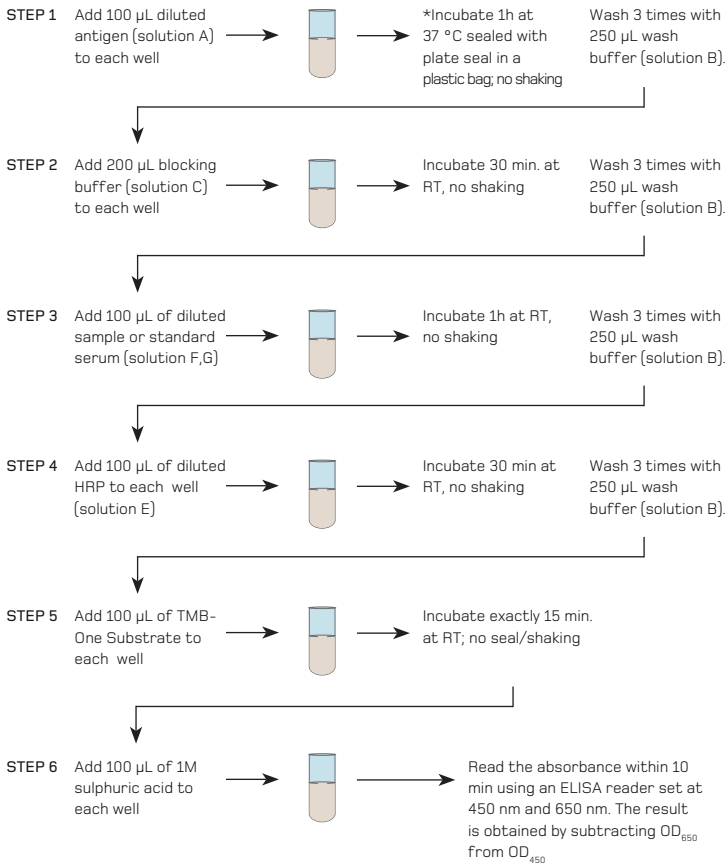 STEP 1
Add 100 µL diluted
antigen (solution A)
to each well
*Incubate 1h at
37 °C sealed with
plate seal in a
plastic bag; no shaking
Wash 3 times with
250 µL wash
buffer (solution B).
STEP 2
Add 200 µL blocking
buffer (solution C)
to each well
Incubate 30 min. at
RT, no shaking
Wash 3 times with
250 µL wash
buffer (solution B).
STEP 3
Add 100 µL of diluted
sample or standard
serum (solution F,G)
Incubate 1h at RT,
no shaking
Wash 3 times with
250 µL wash
buffer (solution B).
STEP 4
Add 100 µL of diluted
HRP to each well
(solution E)
Incubate 30 min at
RT, no shaking
Wash 3 times with
250 µL wash
buffer (solution B).
STEP 5
Add 100 µL of TMB-
One Substrate to
each well
Incubate exactly 15 min.
at RT; no seal/shaking
STEP 6
Add 100 µL of 1M
sulphuric acid to
each well
Read the absorbance within 10
min using an ELISA reader set at
450 nm and 650 nm. The result
is obtained by subtracting OD₆₅₀
from OD₄₅₀